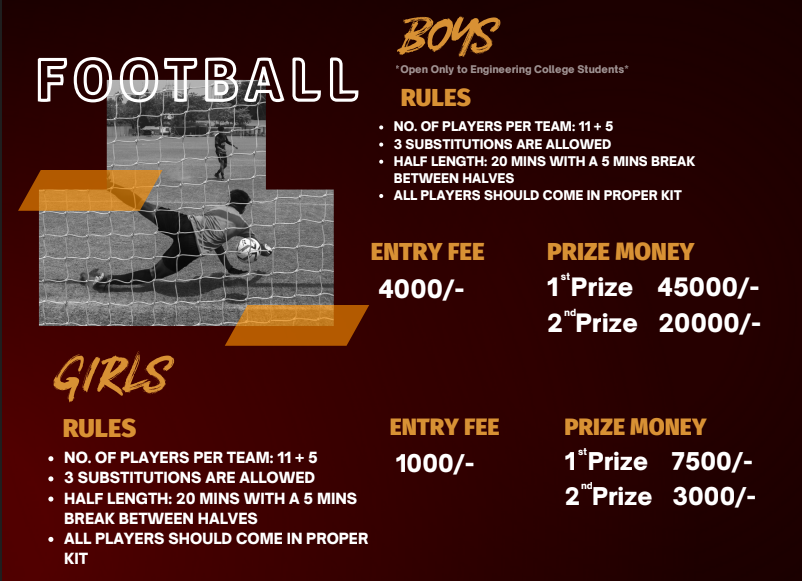 FOOTBALL
BOYS
*Open Only to Engineering College Students*
RULES
• NO. OF PLAYERS PER TEAM: 11 + 5
• 3 SUBSTITUTIONS ARE ALLOWED
• HALF LENGTH: 20 MINS WITH A 5 MINS BREAK
BETWEEN HALVES
• ALL PLAYERS SHOULD COME IN PROPER KIT
ENTRY FEE
4000/-
PRIZE MONEY
1st Prize 45000/-
2nd Prize 20000/-
GIRLS
RULES
• NO. OF PLAYERS PER TEAM: 11 + 5
• 3 SUBSTITUTIONS ARE ALLOWED
• HALF LENGTH: 20 MINS WITH A 5 MINS
BREAK BETWEEN HALVES
• ALL PLAYERS SHOULD COME IN PROPER
KIT
ENTRY FEE
1000/-
PRIZE MONEY
1st Prize 7500/-
2nd Prize 3000/-